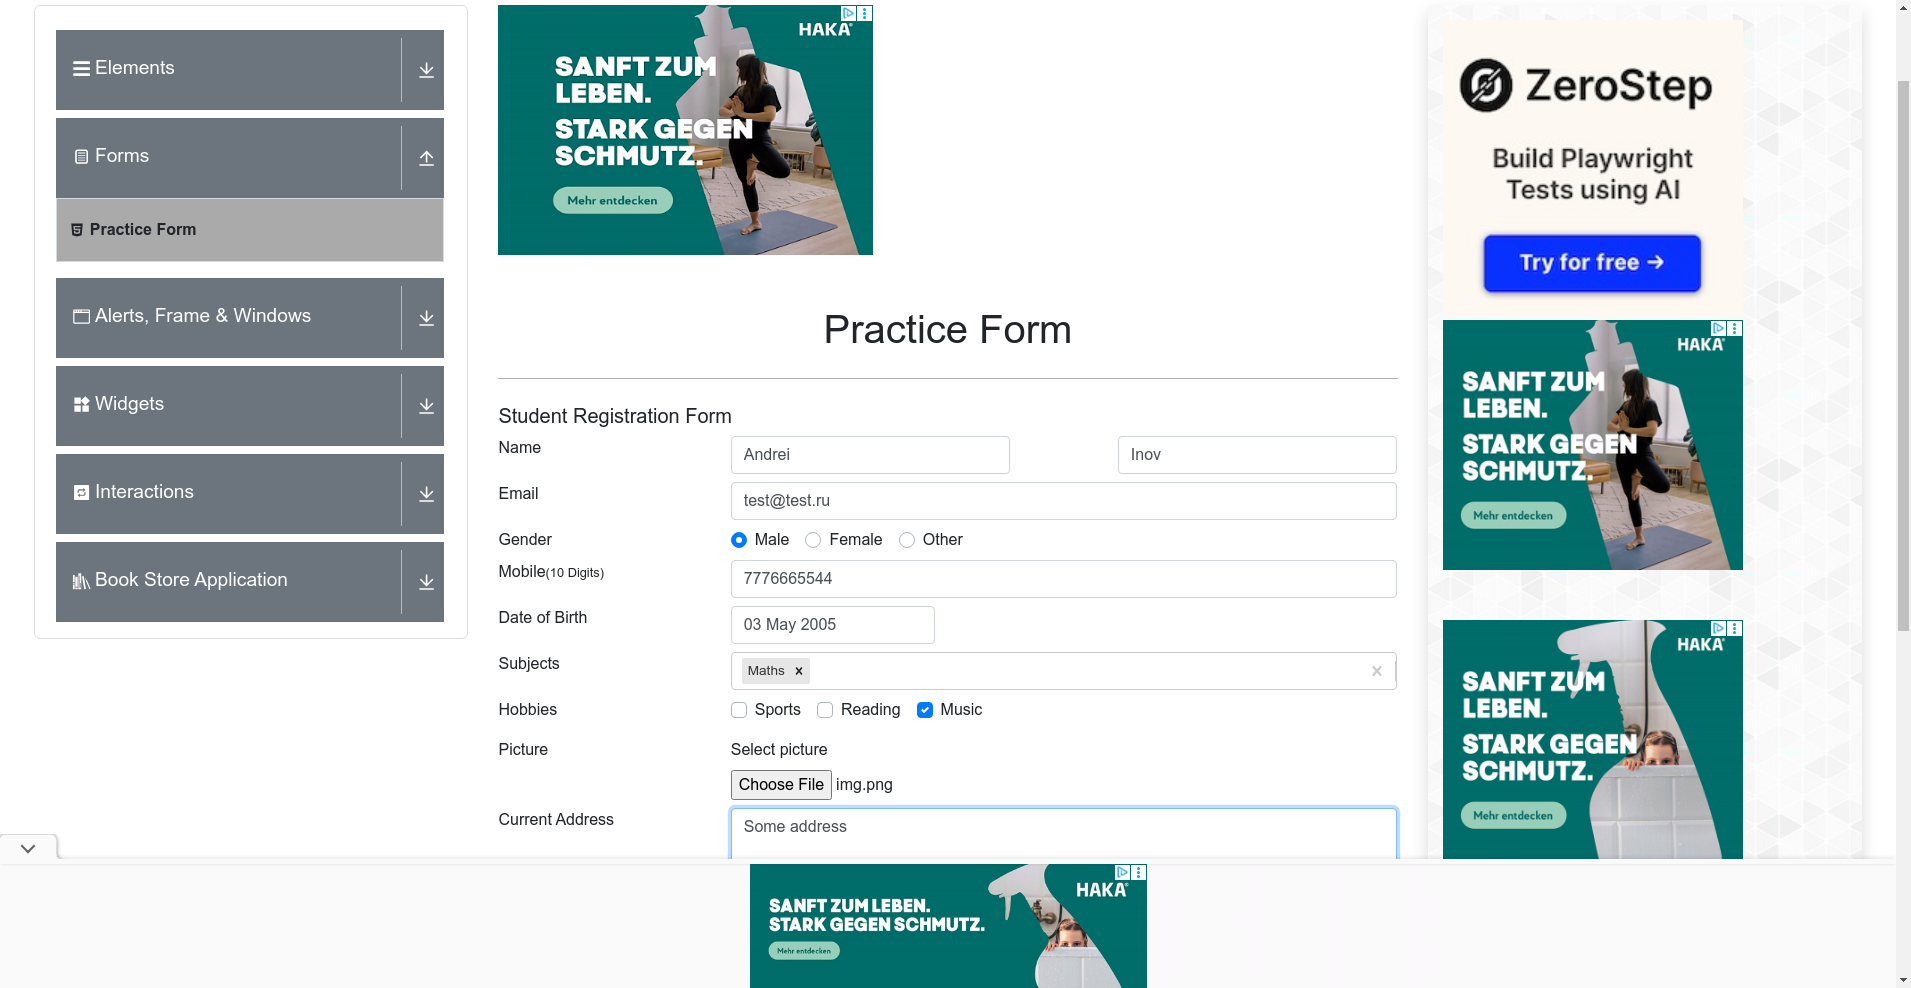 Elements
Forms
Practice Form
Alerts, Frame & Windows
Widgets
Interactions
Book Store Application
HAKA
SANFT ZUM
LEBEN.
STARK GEGEN
SCHMUTZ.
Mehr entdecken
Practice Form
Student Registration Form
Name Andrei Inov
Email test@test.ru
Gender Male Female Other
Mobile(10 Digits) 7776665544
Date of Birth 03 May 2005
Subjects Maths
Hobbies Sports Reading Music
Picture Select picture
Choose File img.png
Current Address Some address
ZeroStep
Build Playwright
Tests using AI
Try for free →
HAKA
SANFT ZUM
LEBEN.
STARK GEGEN
SCHMUTZ.
Mehr entdecken
HAKA
SANFT ZUM
LEBEN.
STARK GEGEN
SCHMUTZ.
Mehr entdecken
HAKA
SANFT ZUM LEBEN.
STARK GEGEN SCHMUTZ.
Mehr entdecken